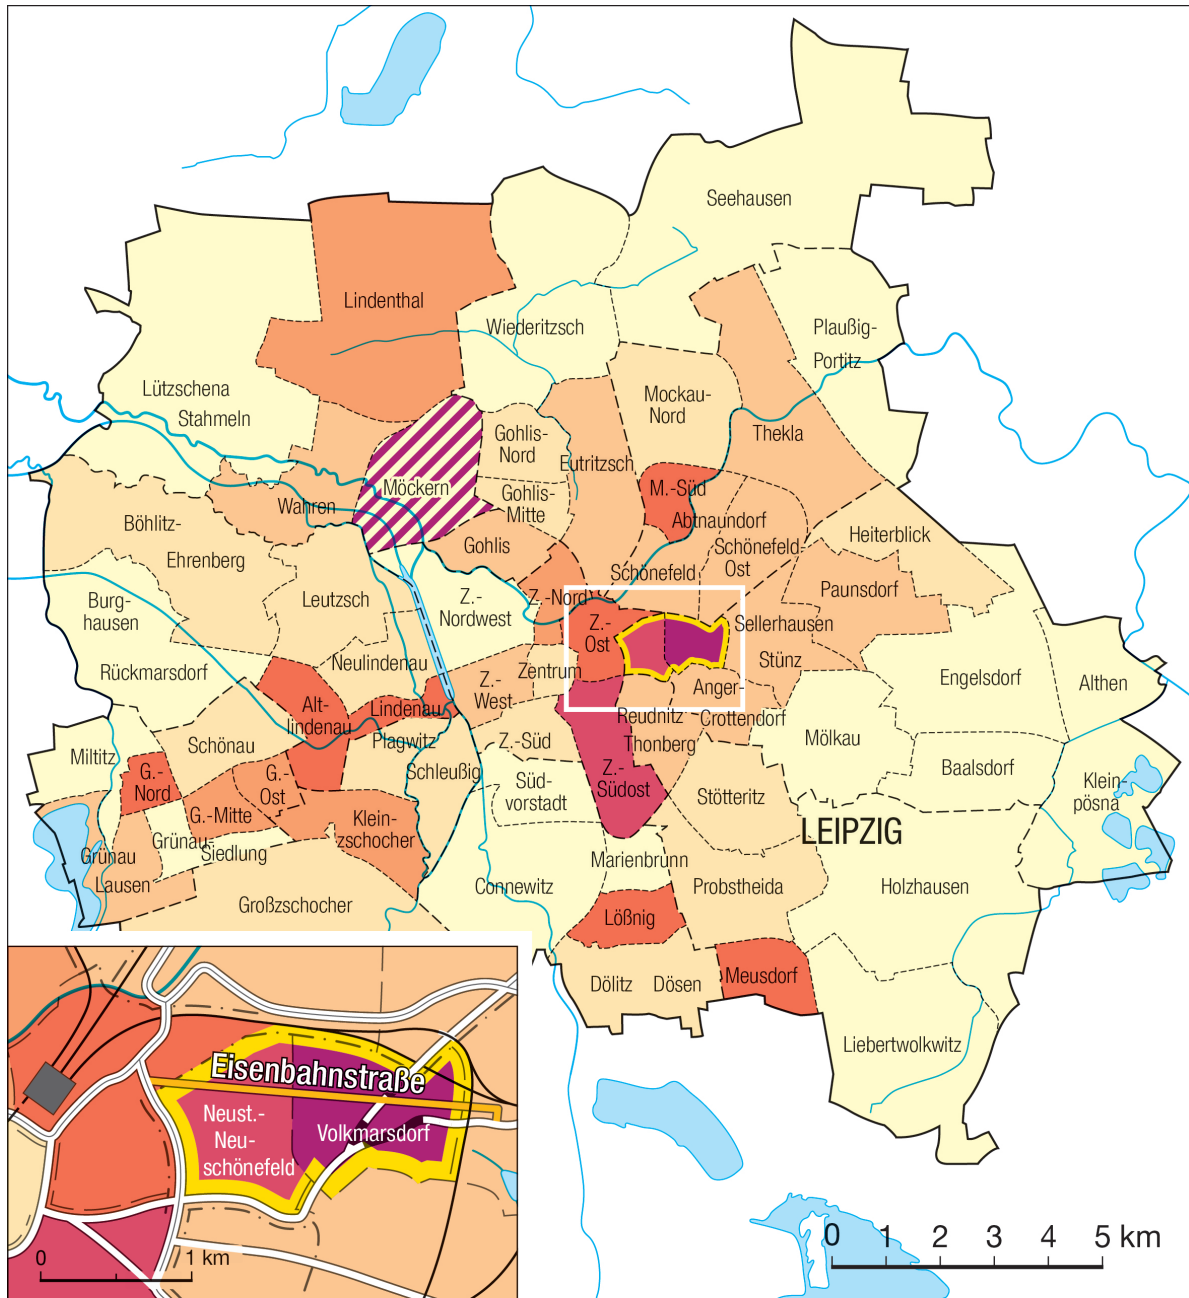 Seehausen
Lindenthal
Wiederitzsch
Plaußig-
Portitz
Lützschena
Stahmeln
Mockau-
Nord
Gohlis-
Nord
Thekla
Eutritzsch
Möckern
M.-Süd
Gohlis-
Mitte
Wahren
Abtnaundorf
Böhlitz-
Ehrenberg
Heiterblick
Gohlis
Schönefeld-
Ost
Schönefeld
Paunsdorf
Leutzsch
Burg-
hausen
Z.-
Nordwest
Z.-Nord
Z.-
Ost
Sellerhausen
Stünz
Neulindenau
Rückmarsdorf
Zentrum
Z.-
West
Anger-
Crottendorf
Engelsdorf
Althen
Alt-
lindenau
Lindenau
Reudnitz
Thonberg
Plagwitz
Schönau
Z.-Süd
Mölkau
Miltitz
Schleußig
Baalsdorf
G.-
Nord
G.-
Ost
Süd-
vorstadt
Z.-
Südost
Stötteritz
Klein-
pösna
G.-Mitte
Klein-
zschocher
LEIPZIG
Grünau-
Siedlung
Grünau
Lausen
Marienbrunn
Connewitz
Probstheida
Holzhausen
Großzschocher
Lößnig
Meusdorf
Dölitz
Dösen
Liebertwolkwitz
Eisenbahnstraße
Neust.-
Neu-
schönefeld
Volkmarsdorf
0 1 km
0 1 2 3 4 5 km